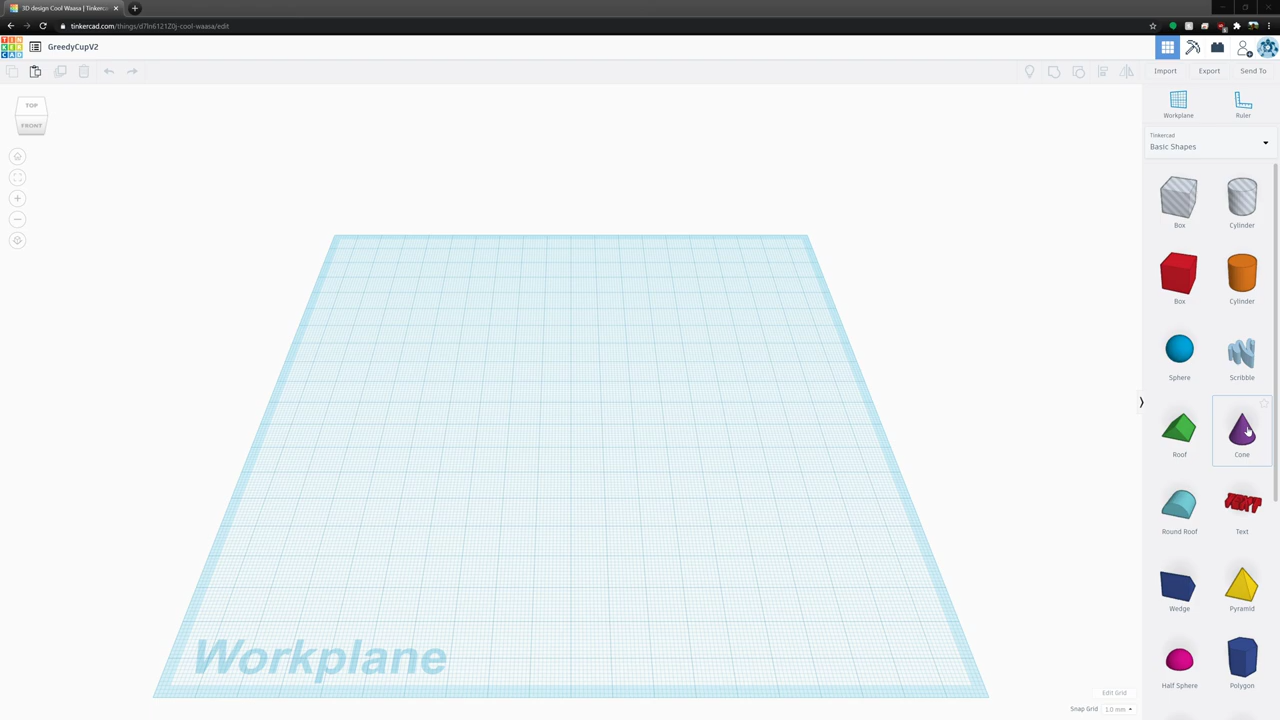 3D design Cool Waasa | Tinkercad
tinkercad.com/things/d7In6121Z0j-cool-waasa/edit
TIN
KER
CAD
GreedyCupV2
Import
Export
Send To
TOP
FRONT
Workplane
Ruler
Tinkercad
Basic Shapes
Box
Cylinder
Box
Cylinder
Sphere
Scribble
Roof
Cone
Round Roof
TEXT
Text
Wedge
Pyramid
Half Sphere
Polygon
Workplane
Edit Grid
Snap Grid
1.0 mm